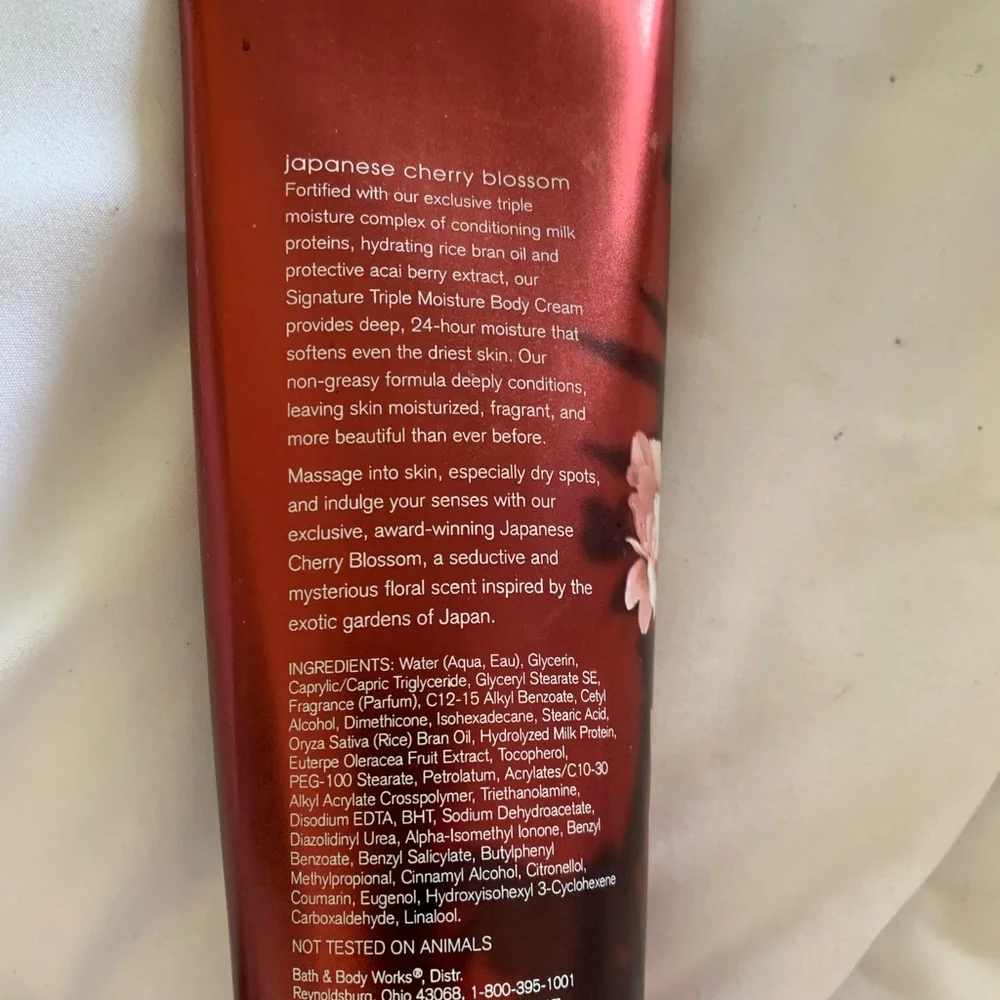 japanese cherry blossom
Fortified with our exclusive triple
moisture complex of conditioning milk
proteins, hydrating rice bran oil and
protective acai berry extract, our
Signature Triple Moisture Body Cream
provides deep, 24-hour moisture that
softens even the driest skin. Our
non-greasy formula deeply conditions,
leaving skin moisturized, fragrant, and
more beautiful than ever before.
Massage into skin, especially dry spots,
and indulge your senses with our
exclusive, award-winning Japanese
Cherry Blossom, a seductive and
mysterious floral scent inspired by the
exotic gardens of Japan.
INGREDIENTS: Water (Aqua, Eau), Glycerin,
Caprylic/Capric Triglyceride, Glyceryl Stearate SE,
Fragrance (Parfum), C12-15 Alkyl Benzoate, Cetyl
Alcohol, Dimethicone, Isohexadecane, Stearic Acid,
Oryza Sativa (Rice) Bran Oil, Hydrolyzed Milk Protein,
Euterpe Oleracea Fruit Extract, Tocopherol,
PEG-100 Stearate, Petrolatum, Acrylates/C10-30
Alkyl Acrylate Crosspolymer, Triethanolamine,
Disodium EDTA, BHT, Sodium Dehydroacetate,
Diazolidinyl Urea, Alpha-Isomethyl Ionone, Benzyl
Benzoate, Benzyl Salicylate, Butylphenyl
Methylpropional, Cinnamyl Alcohol, Citronellol,
Coumarin, Eugenol, Hydroxyisohexyl 3-Cyclohexene
Carboxaldehyde, Linalool.
NOT TESTED ON ANIMALS
Bath & Body Works®, Distr.
Reynoldsburg, Ohio 43068, 1-800-395-1001